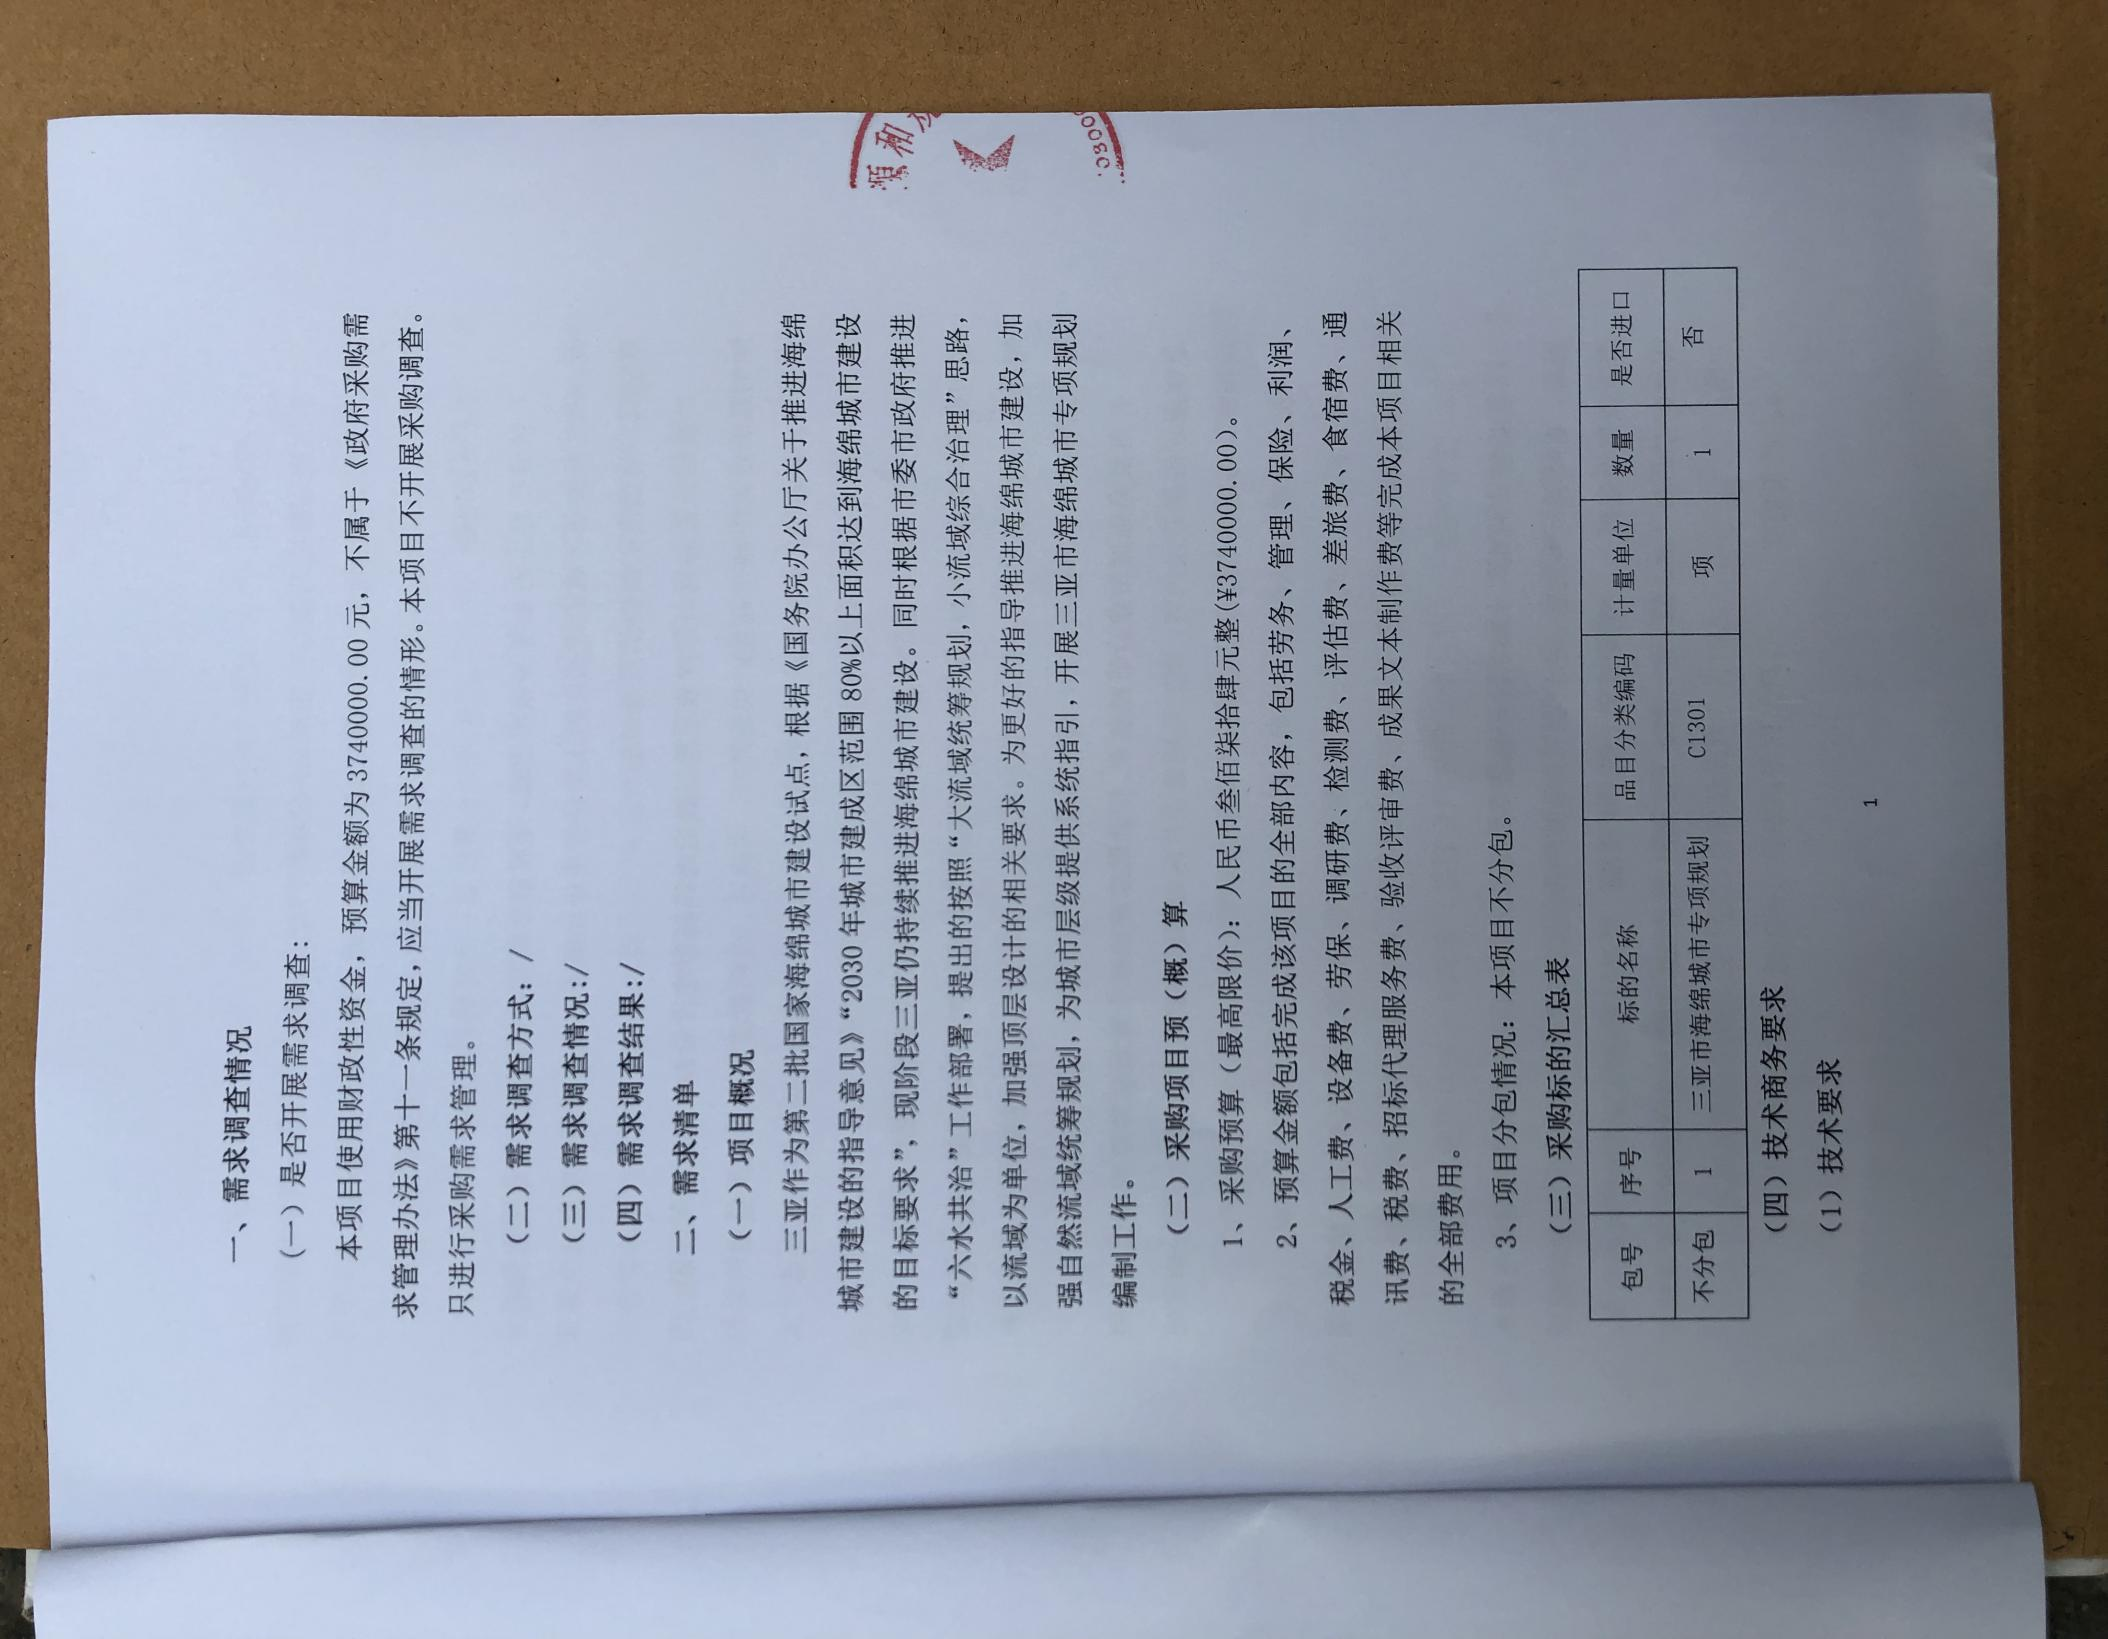 一、需求调查情况
（一）是否开展需求调查：
本项目使用财政性资金，预算金额为3740000.00元，不属于《政府采购需
求管理办法》第十一条规定，应当开展需求调查的情形。本项目不开展采购调查。
只进行采购需求管理。
（二）需求调查方式：/
（三）需求调查情况：/
（四）需求调查结果：/
二、需求清单
（一）项目概况
三亚作为第二批国家海绵城市建设试点，根据《国务院办公厅关于推进海绵
城市建设的指导意见》“2030年城市建成区范围80%以上面积达到海绵城市建设
的目标要求”，现阶段三亚仍持续推进海绵城市建设。同时根据市委市政府推进
“六水共治”工作部署，提出的按照“大流域统筹规划，小流域综合治理”思路，
以流域为单位，加强顶层设计的相关要求。为更好的指导推进海绵城市建设，加
强自然流域统筹规划，为城市层级提供系统指引，开展三亚市海绵城市专项规划
编制工作。
（二）采购项目预（概）算
1、采购预算（最高限价）：人民币叁佰柒拾肆元整(¥3740000.00)。
2、预算金额包括完成该项目的全部内容，包括劳务、管理、保险、利润、
税金、人工费、设备费、劳保、调研费、检测费、评估费、差旅费、食宿费、通
讯费、税费、招标代理服务费、验收评审费、成果文本制作费等完成本项目相关
的全部费用。
3、项目分包情况：本项目不分包。
（三）采购标的汇总表
包号 序号 标的名称 品目分类编码 计量单位 数量 是否进口
不分包 1 三亚市海绵城市专项规划 C1301 项 1 否
（四）技术商务要求
（1）技术要求
1
顺和